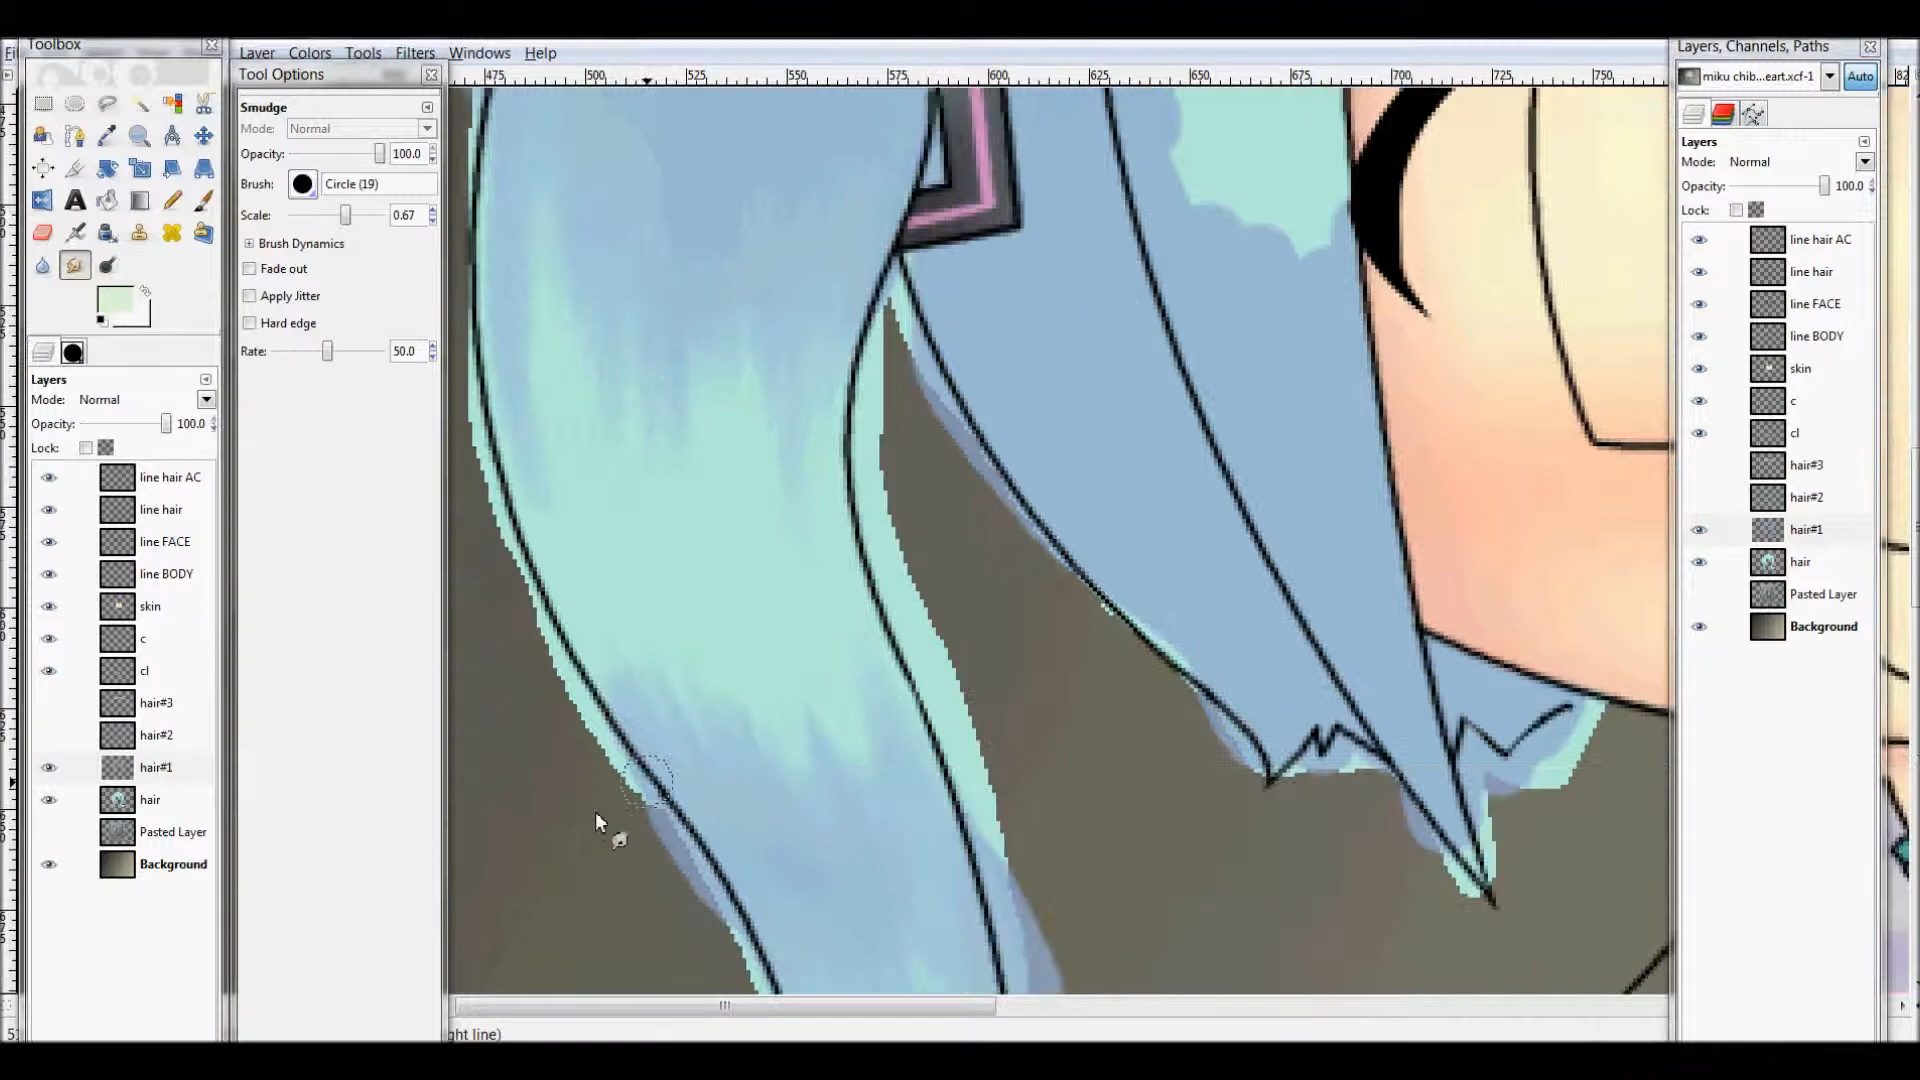 Toolbox
Layer Colors Tools Filters Windows Help
Tool Options
Smudge
Mode: Normal
Opacity: 100.0
Brush: Circle (19)
Scale: 0.67
Brush Dynamics
Fade out
Apply Jitter
Hard edge
Rate: 50.0
Layers
Mode: Normal
Opacity: 100.0
Lock:
line hair AC
line hair
line FACE
line BODY
skin
c
cl
hair#3
hair#2
hair#1
hair
Pasted Layer
Background
475 500 525 550 575 600 625 650 675 700 725 750
ght line)
Layers, Channels, Paths
miku chib...eart.xcf-1 Auto
Layers
Mode: Normal
Opacity: 100.0
Lock:
line hair AC
line hair
line FACE
line BODY
skin
c
cl
hair#3
hair#2
hair#1
hair
Pasted Layer
Background